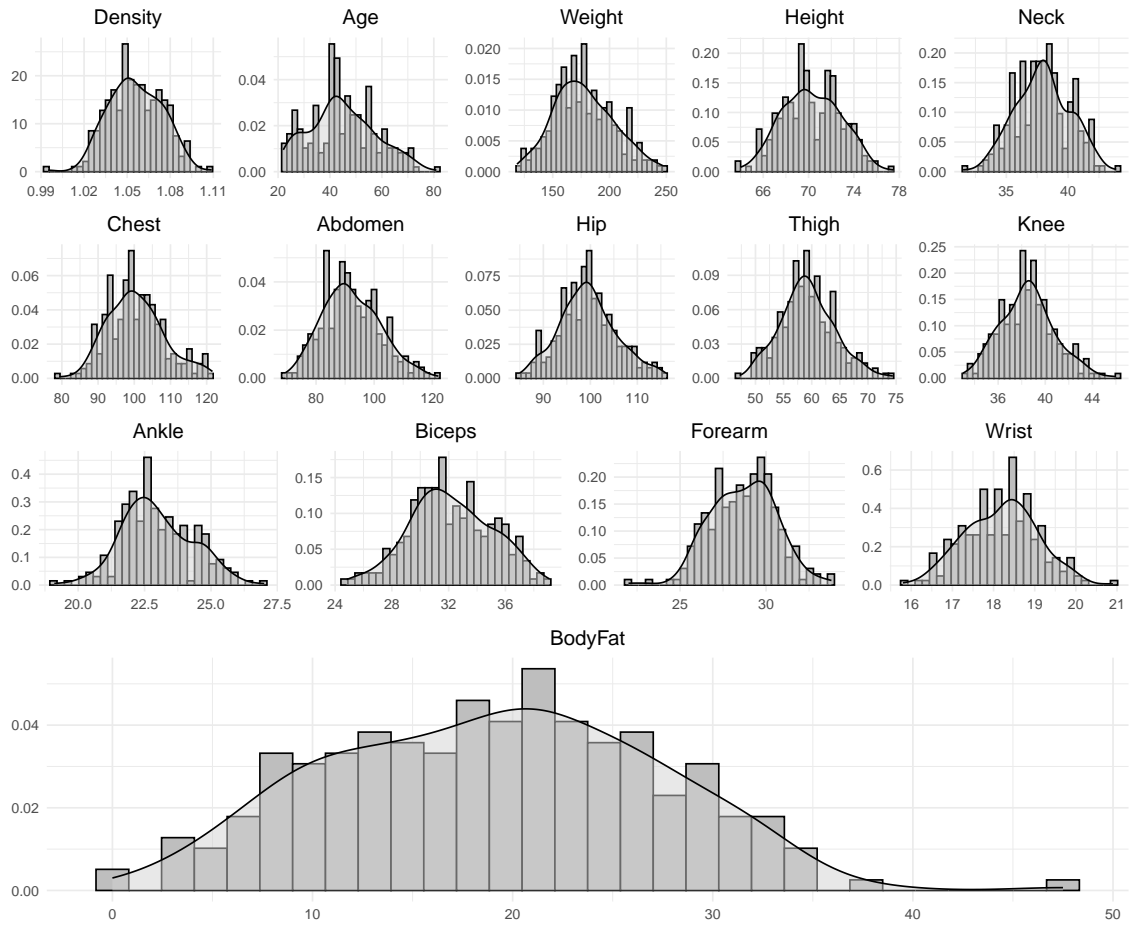 Density Age Weight Height Neck
0 10 20
0.99 1.02 1.05 1.08 1.11
0.00 0.02 0.04
20 40 60 80
0.000 0.005 0.010 0.015 0.020
150 200 250
0.00 0.05 0.10 0.15 0.20
66 70 74 78
0.00 0.05 0.10 0.15 0.20
35 40
Chest Abdomen Hip Thigh Knee
0.00 0.02 0.04 0.06
80 90 100 110 120
0.00 0.02 0.04
80 100 120
0.000 0.025 0.050 0.075
90 100 110
0.00 0.03 0.06 0.09
50 55 60 65 70 75
0.00 0.05 0.10 0.15 0.20 0.25
36 40 44
Ankle Biceps Forearm Wrist
0.0 0.1 0.2 0.3 0.4
20.0 22.5 25.0 27.5
0.00 0.05 0.10 0.15
24 28 32 36
0.00 0.05 0.10 0.15 0.20
25 30
0.0 0.2 0.4 0.6
16 17 18 19 20 21
BodyFat
0.00 0.02 0.04
0 10 20 30 40 50